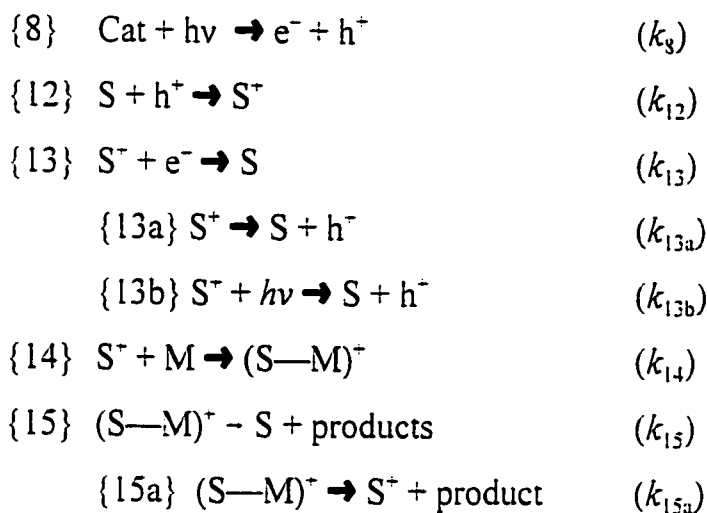 {8} Cat + hν → e⁻ + h⁺ (k₈)
{12} S + h⁺ → S⁺ (k₁₂)
{13} S⁺ + e⁻ → S (k₁₃)
{13a} S⁺ → S + h⁺ (k₁₃ₐ)
{13b} S⁺ + hν → S + h⁺ (k₁₃b)
{14} S⁺ + M → (S—M)⁺ (k₁₄)
{15} (S—M)⁺ - S + products (k₁₅)
{15a} (S—M)⁺ → S⁺ + product (k₁₅ₐ)